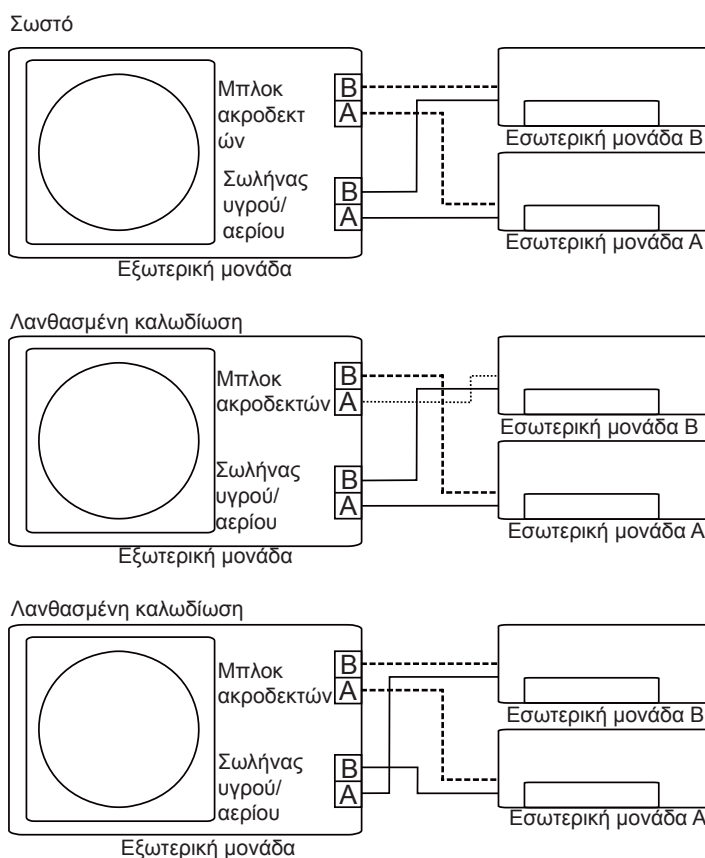 Σωστό
Μπλοκ
ακροδεκτ
ών
B
A
Σωλήνας
υγρού/
αερίου
B
A
Εξωτερική μονάδα
Εσωτερική μονάδα B
Εσωτερική μονάδα A
Λανθασμένη καλωδίωση
Μπλοκ
ακροδεκτών
B
A
Σωλήνας
υγρού/
αερίου
B
A
Εξωτερική μονάδα
Εσωτερική μονάδα B
Εσωτερική μονάδα A
Λανθασμένη καλωδίωση
Μπλοκ
ακροδεκτών
B
A
Σωλήνας
υγρού/
αερίου
B
A
Εξωτερική μονάδα
Εσωτερική μονάδα B
Εσωτερική μονάδα A